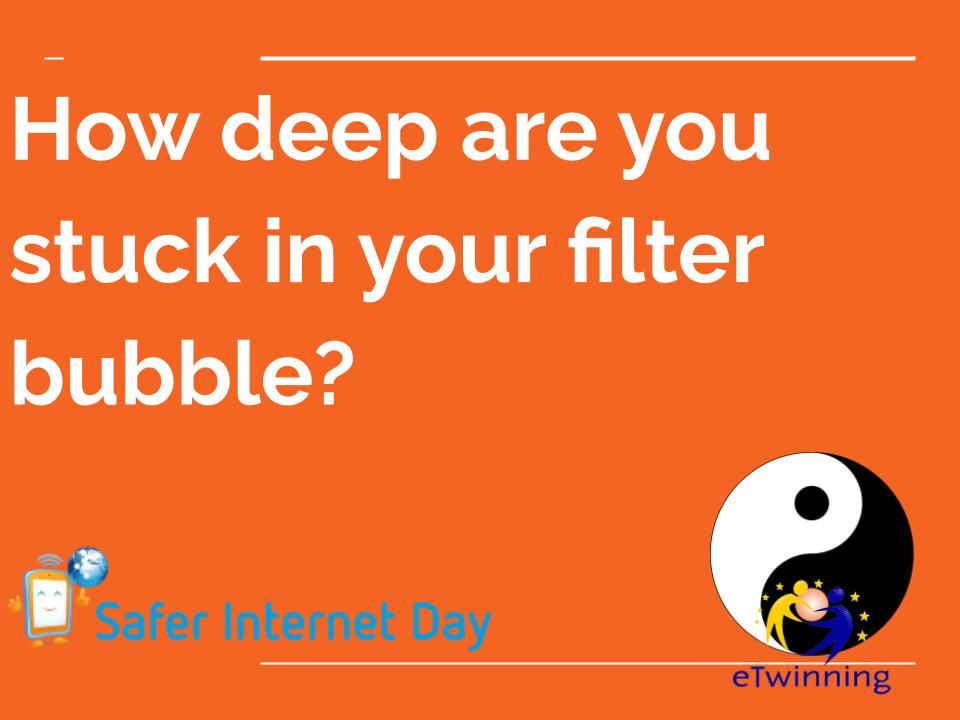 How deep are you
stuck in your filter
bubble?
Safer Internet Day
eTwinning